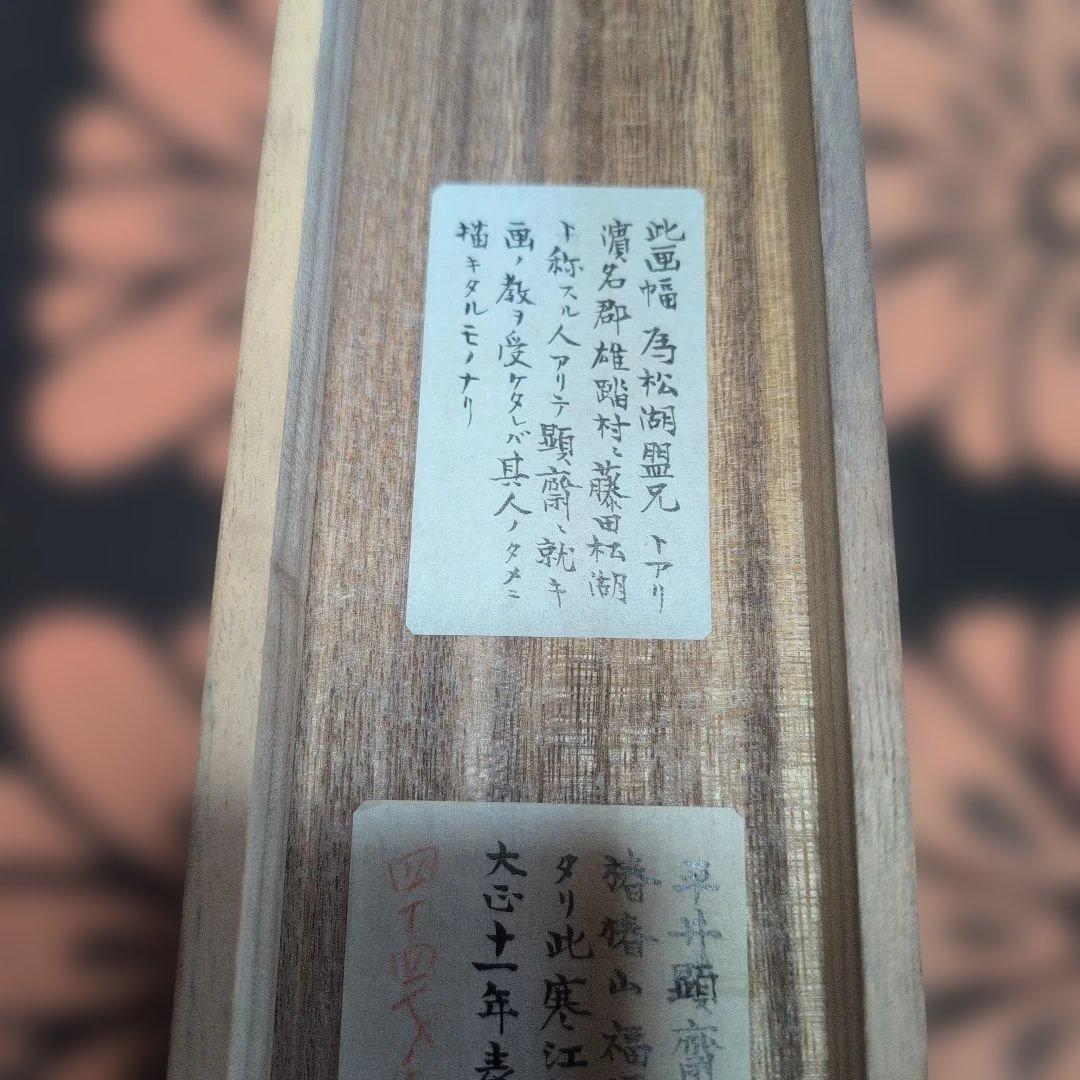 此画幅 為松湖盟兄 トアリ
濱名郡雄踏村ニ藤田松湖
ト称スル人アリテ顕齋ニ就キ
画ノ教ヲ受ケタレバ其人ノタメニ
描キタルモノナリ
平井顕齋
椿椿山福
タリ此寒江
大正十一年表